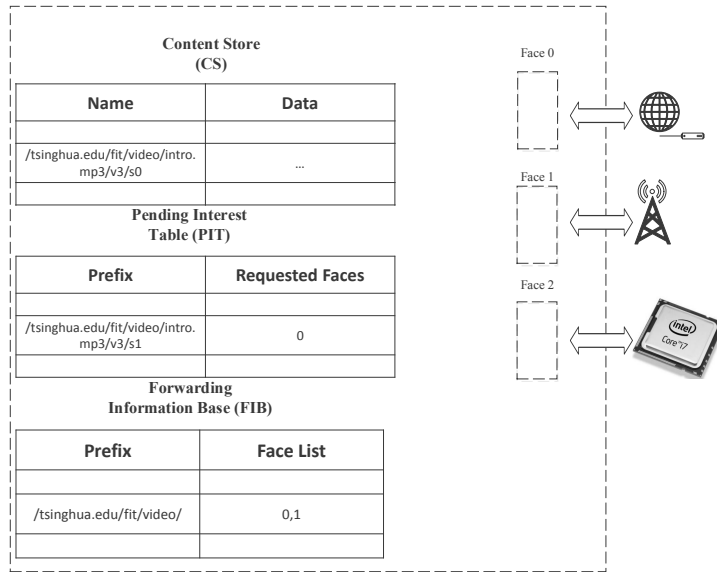 Content Store
(CS)
Name Data
/tsinghua.edu/fit/video/intro.
mp3/v3/s0
...
Pending Interest
Table (PIT)
Prefix Requested Faces
/tsinghua.edu/fit/video/intro.
mp3/v3/s1
0
Forwarding
Information Base (FIB)
Prefix Face List
/tsinghua.edu/fit/video/ 0,1
Face 0
Face 1
Face 2
intel
Core i7